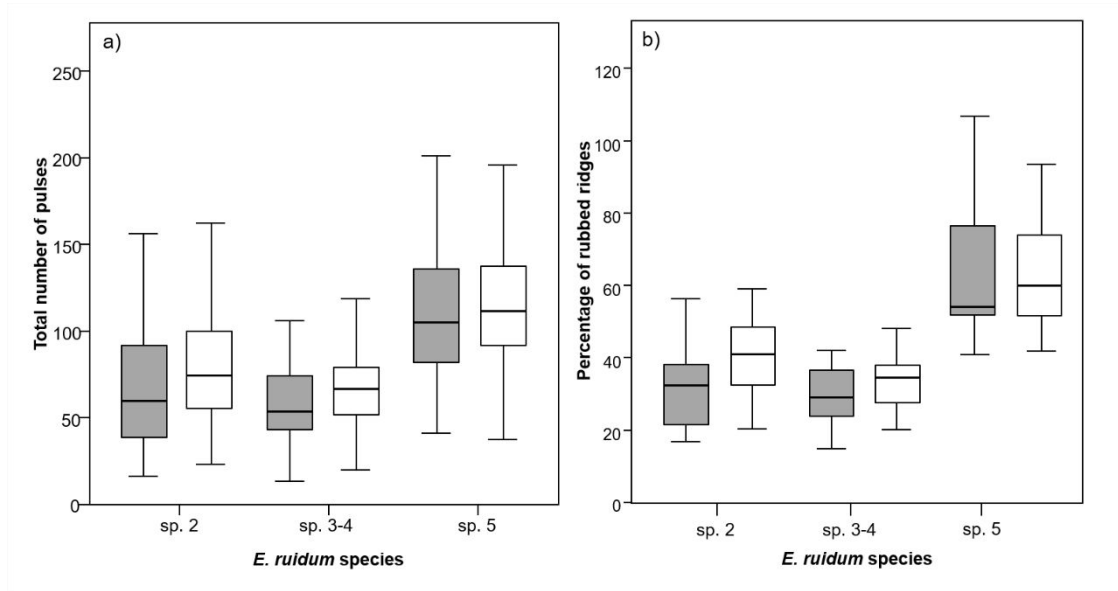 a)
Total number of pulses
250
200
150
100
50
0
sp. 2
sp. 3-4
sp. 5
E. ruidum species
b)
Percentage of rubbed ridges
120
100
80
60
40
20
0
sp. 2
sp. 3-4
sp. 5
E. ruidum species